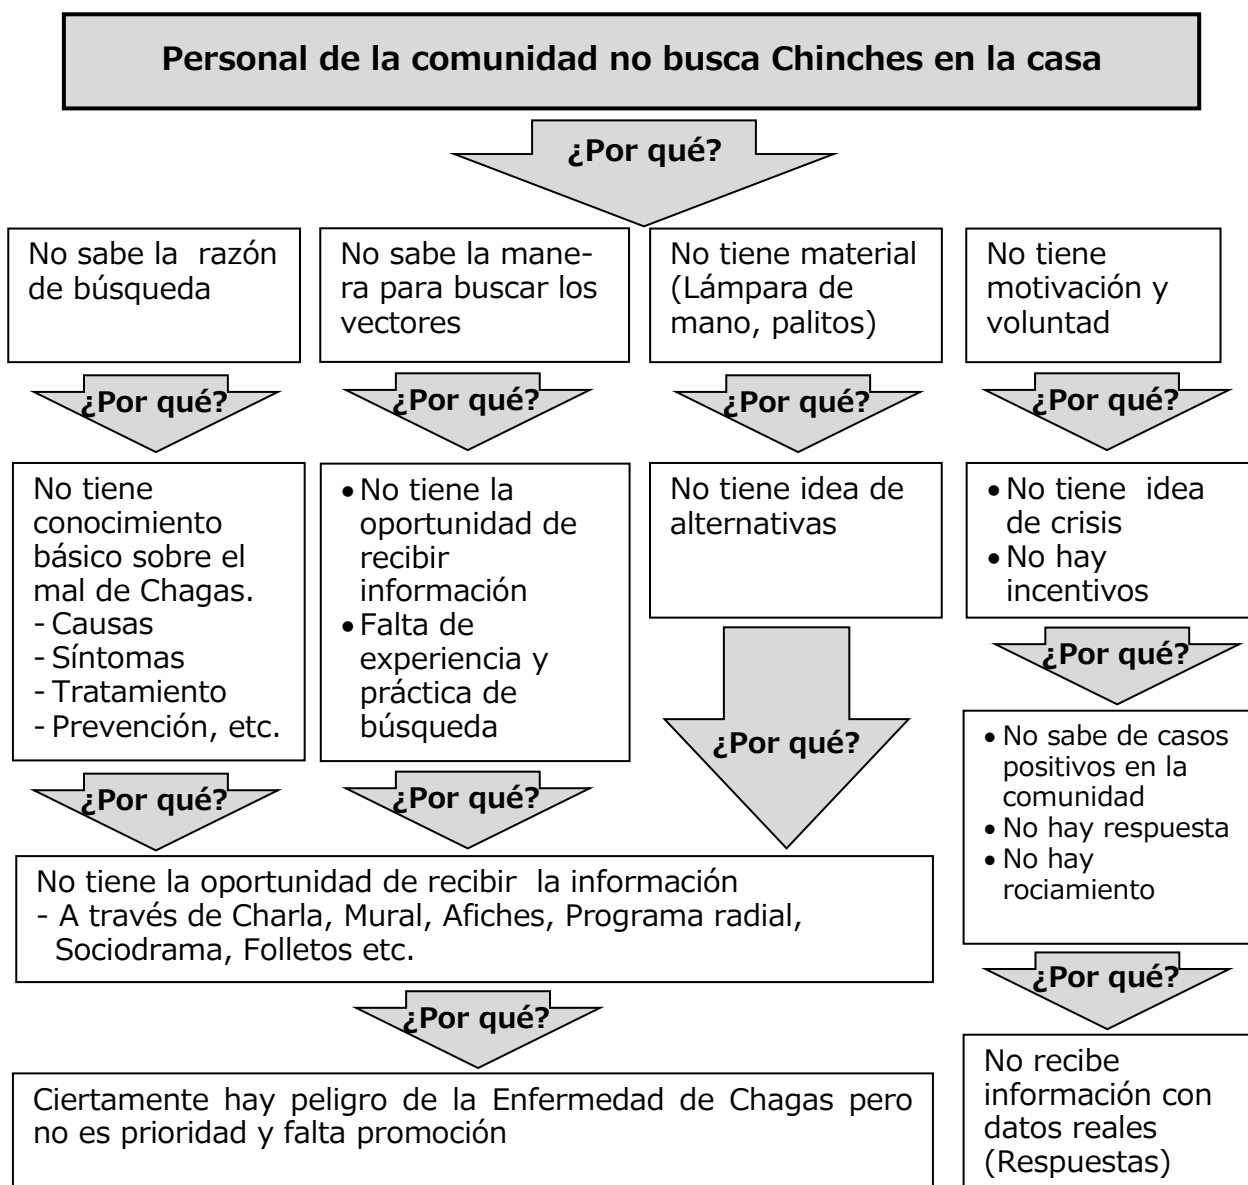 Personal de la comunidad no busca Chinches en la casa
¿Por qué?
No sabe la razón
de búsqueda
No sabe la mane-
ra para buscar los
vectores
No tiene material
(Lámpara de
mano, palitos)
No tiene
motivación y
voluntad
¿Por qué?
¿Por qué?
¿Por qué?
¿Por qué?
No tiene
conocimiento
básico sobre el
mal de Chagas.
- Causas
- Síntomas
- Tratamiento
- Prevención, etc.
• No tiene la
oportunidad de
recibir
información
• Falta de
experiencia y
práctica de
búsqueda
No tiene idea de
alternativas
• No tiene idea
de crisis
• No hay
incentivos
¿Por qué?
¿Por qué?
¿Por qué?
¿Por qué?
• No sabe de casos
positivos en la
comunidad
• No hay respuesta
• No hay
rociamiento
No tiene la oportunidad de recibir la información
- A través de Charla, Mural, Afiches, Programa radial,
Sociodrama, Folletos etc.
¿Por qué?
¿Por qué?
Ciertamente hay peligro de la Enfermedad de Chagas pero
no es prioridad y falta promoción
No recibe
información con
datos reales
(Respuestas)